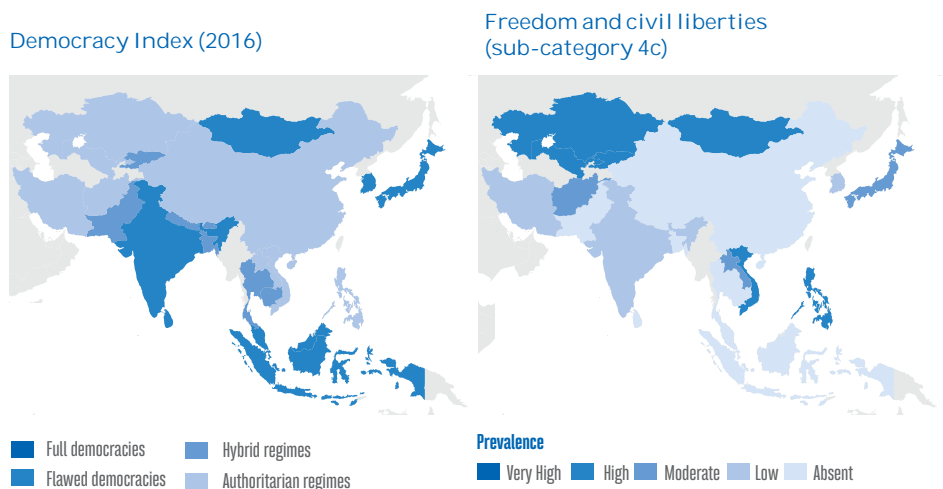 Democracy Index (2016)
Freedom and civil liberties
(sub-category 4c)
Full democracies
Flawed democracies
Hybrid regimes
Authoritarian regimes
Prevalence
Very High
High
Moderate
Low
Absent